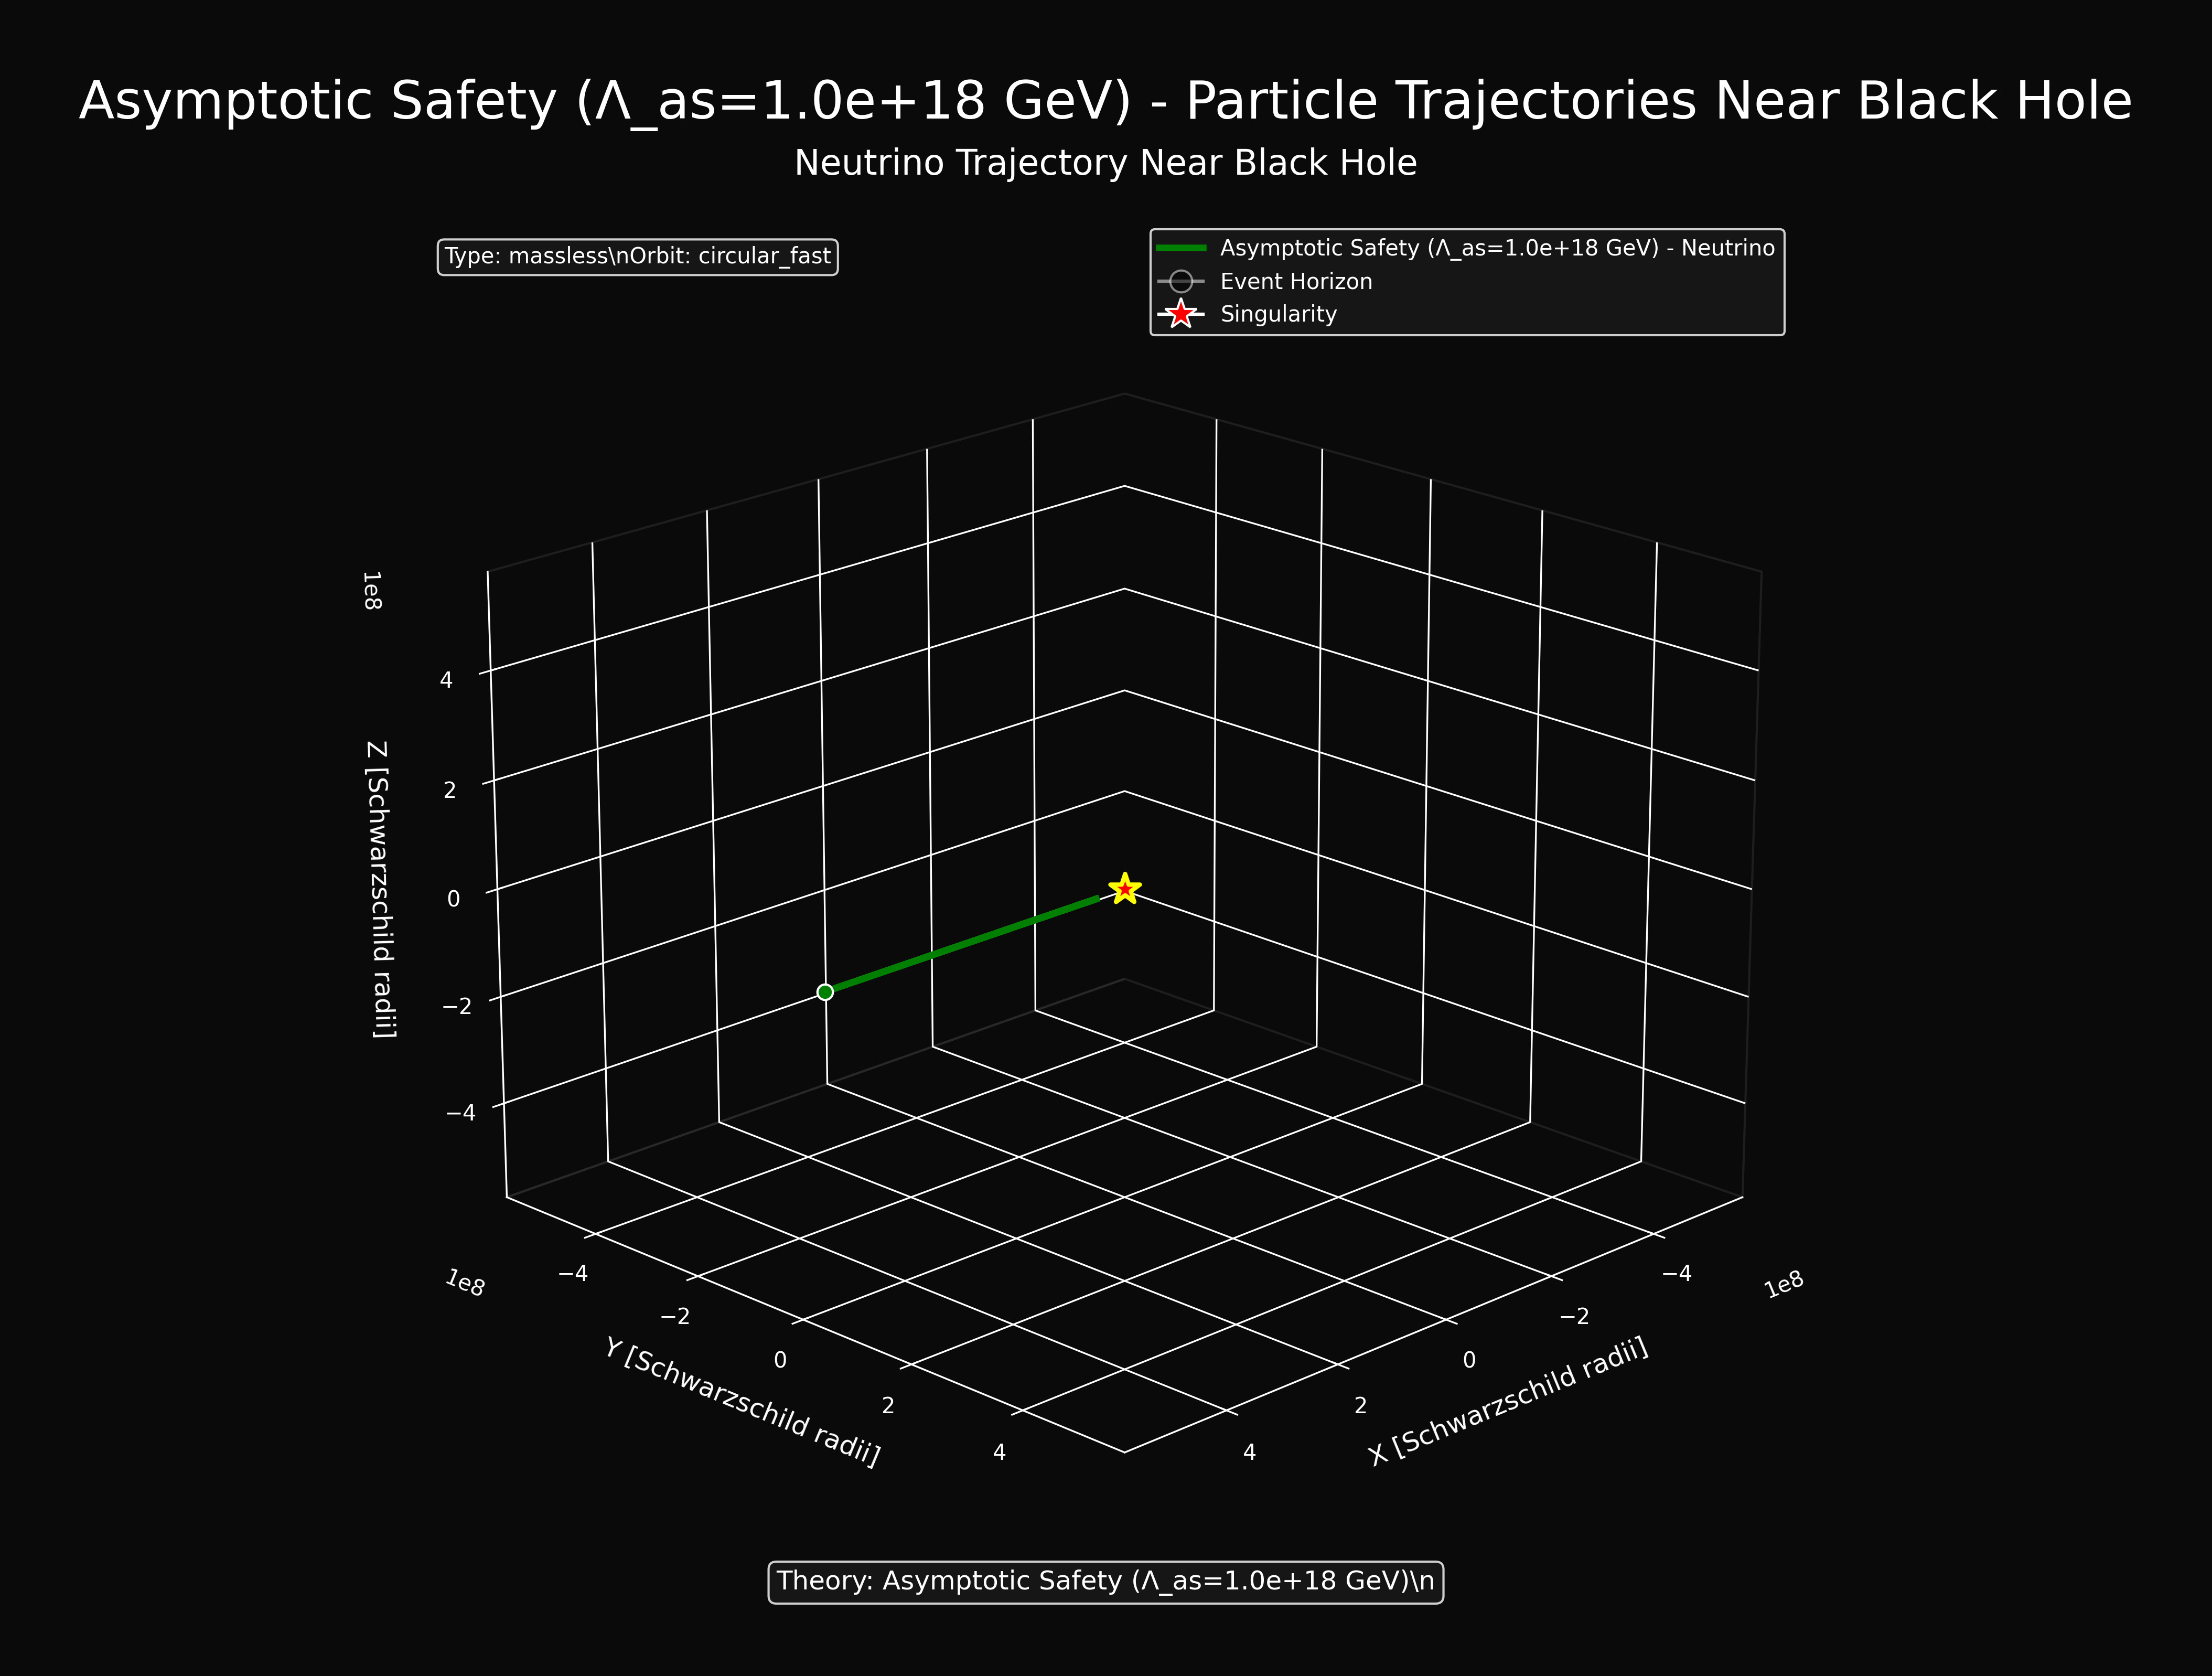 Asymptotic Safety (Λ_as=1.0e+18 GeV) - Particle Trajectories Near Black Hole
Neutrino Trajectory Near Black Hole
Type: massless\nOrbit: circular_fast
Asymptotic Safety (Λ_as=1.0e+18 GeV) - Neutrino
Event Horizon
Singularity
1e8
4
2
0
−2
−4
Z [Schwarzschild radii]
1e8
−4
−2
0
2
4
Y [Schwarzschild radii]
4
2
0
−2
−4
1e8
X [Schwarzschild radii]
Theory: Asymptotic Safety (Λ_as=1.0e+18 GeV)\n